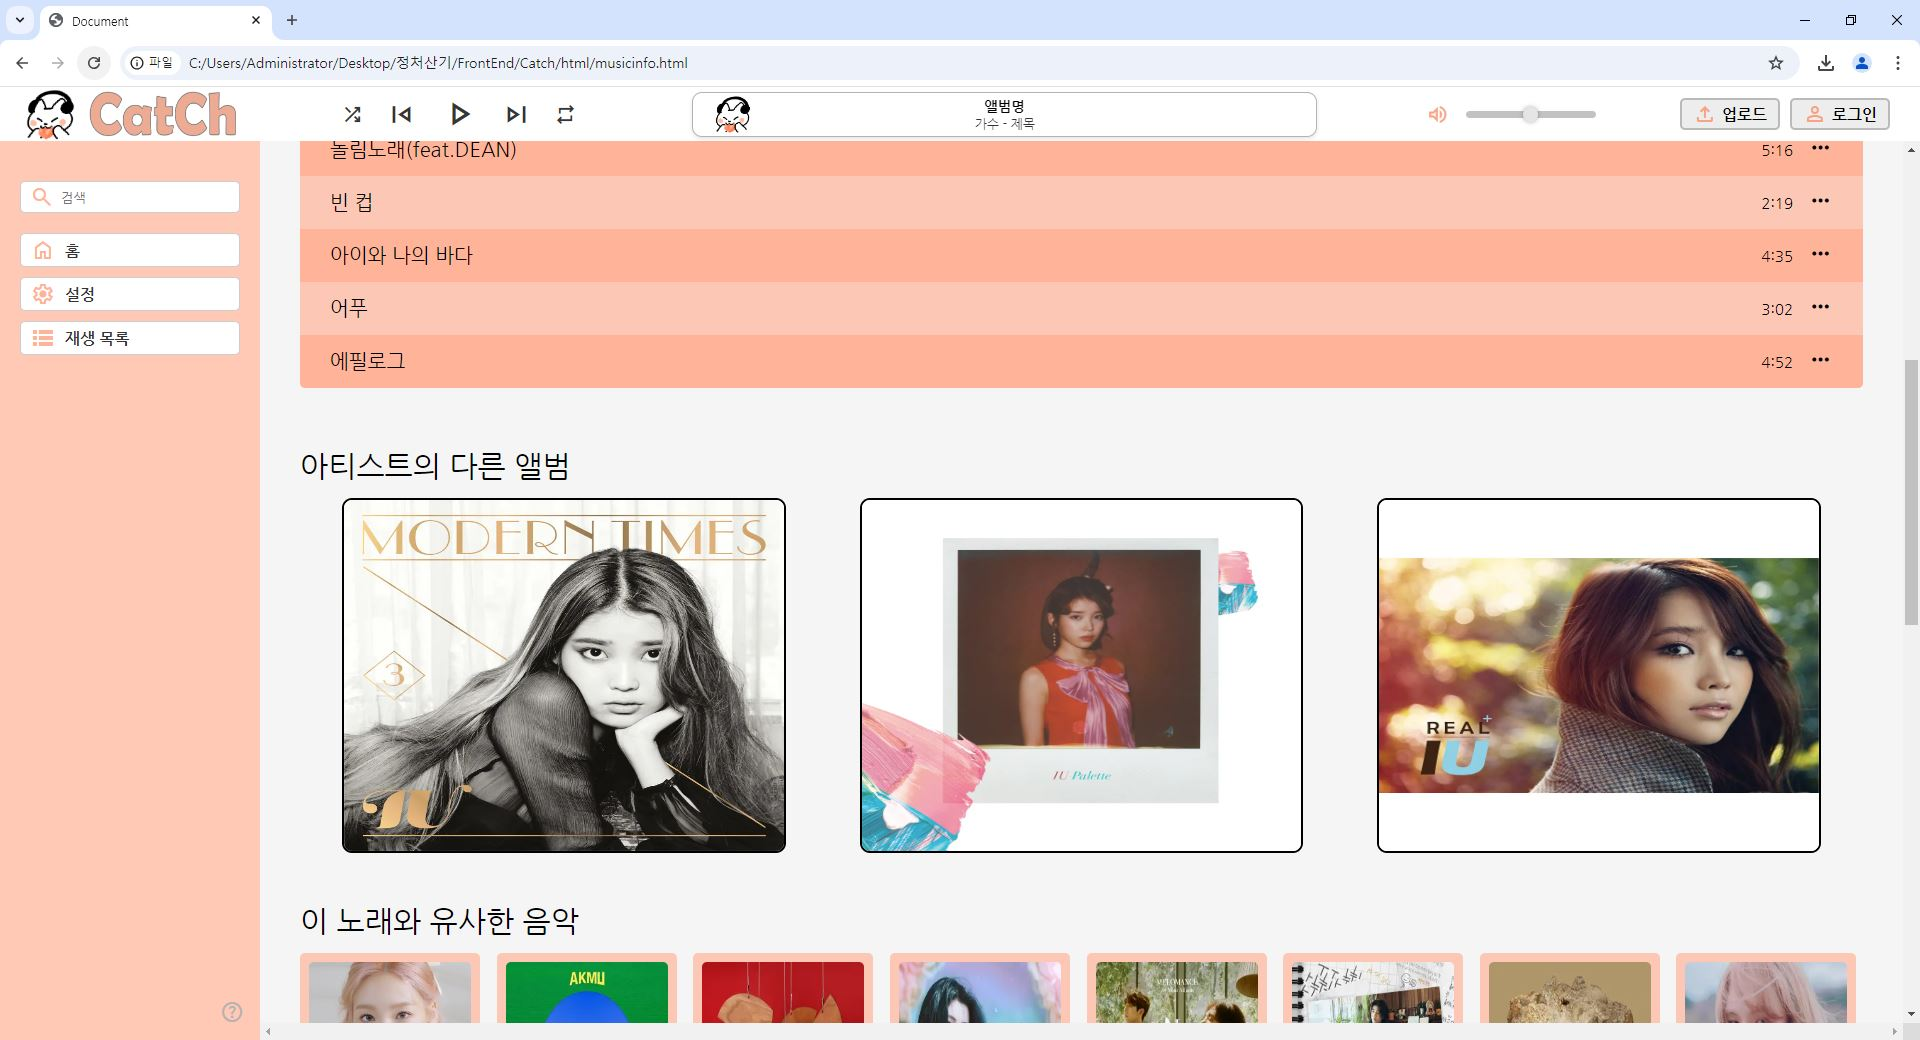 Document
파일
C:/Users/Administrator/Desktop/정처산기/FrontEnd/Catch/html/musicinfo.html
CatCh
앨범명
가수 - 제목
업로드
로그인
검색
홈
설정
재생 목록
놀림노래(feat.DEAN)
5:16
빈 컵
2:19
아이와 나의 바다
4:35
어푸
3:02
에필로그
4:52
아티스트의 다른 앨범
MODERN TIMES
3
IU
IU Palette
REAL+
IU
이 노래와 유사한 음악
AKMU
MELOMANCE